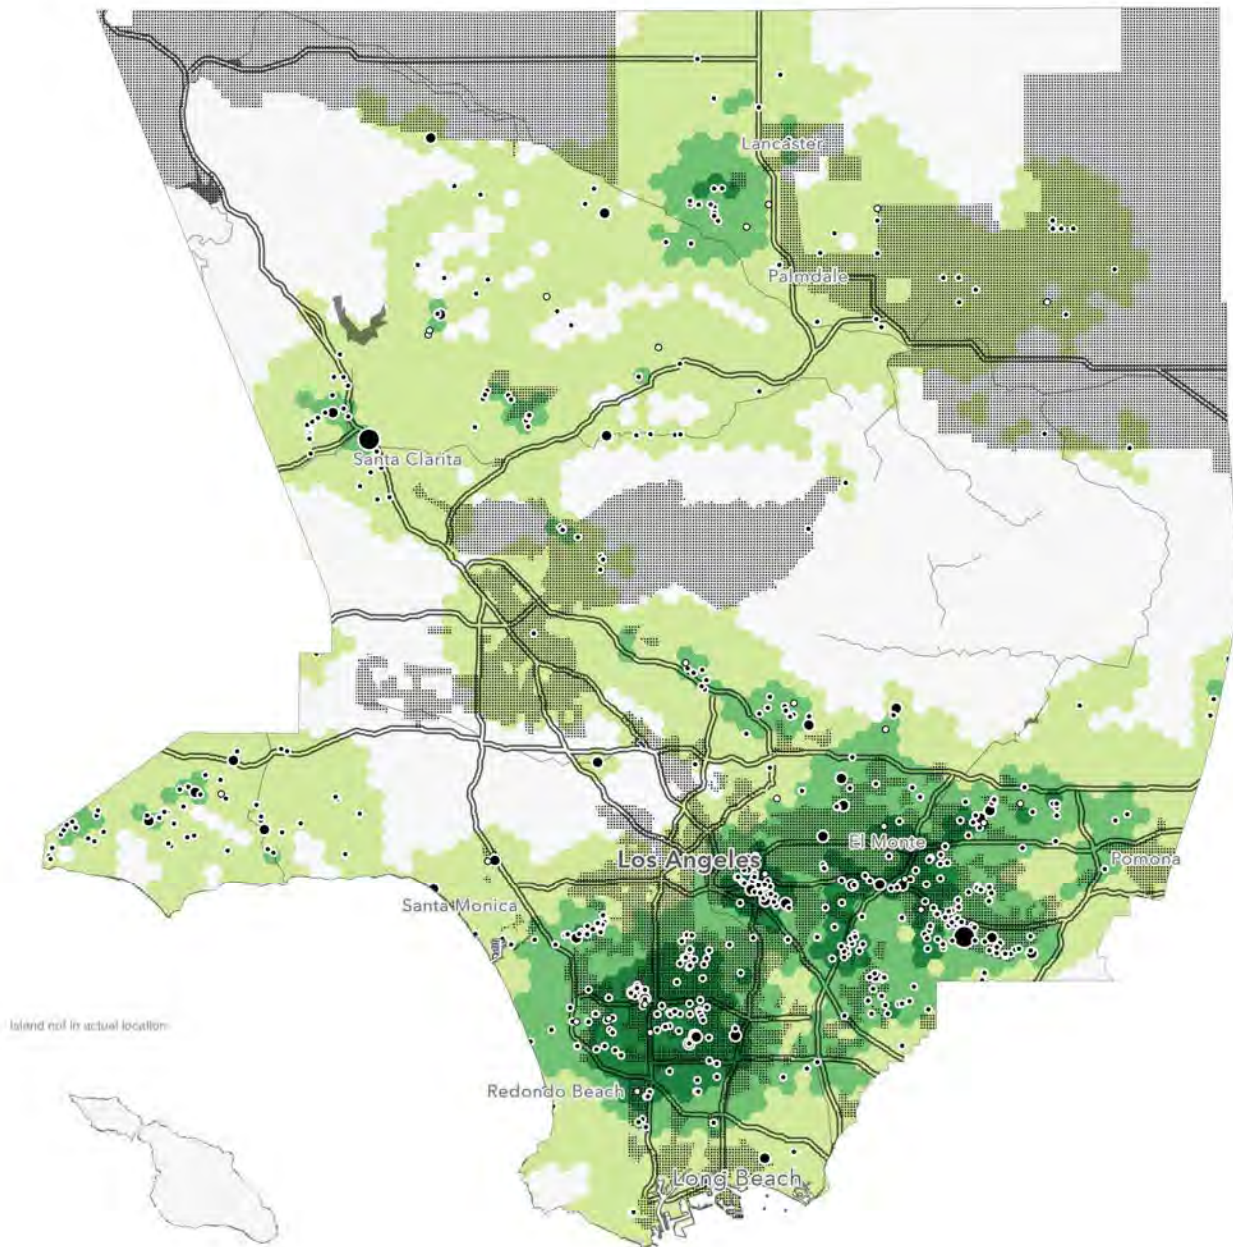 Lancaster
Palmdale
Santa Clarita
El Monte
Los Angeles
Pomona
Santa Monica
Island not in actual location
Redondo Beach
Long Beach